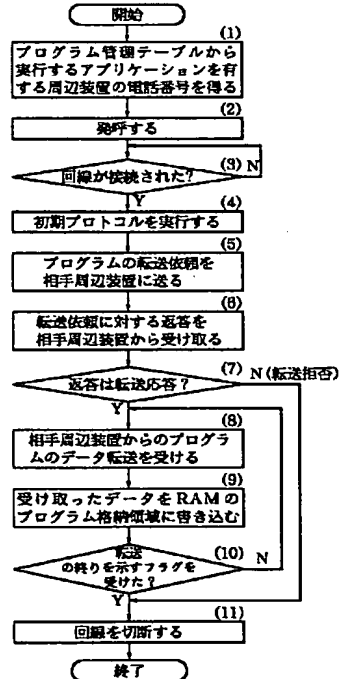 開始
(1)
プログラム管理テーブルから
実行するアプリケーションを有
する周辺装置の電話番号を得る
(2)
発呼する
(3) N
回線が接続された?
Y
(4)
初期プロトコルを実行する
(5)
プログラムの転送依頼を
相手周辺装置に送る
(6)
転送依頼に対する返答を
相手周辺装置から受け取る
(7) N(転送拒否)
返答は転送応答?
Y
(8)
相手周辺装置からのプログラ
ムのデータ転送を受ける
(9)
受け取ったデータをRAMの
プログラム格納領域に書き込む
(10) N
転送
の終りを示すフラグを
受けた?
Y
(11)
回線を切断する
終了